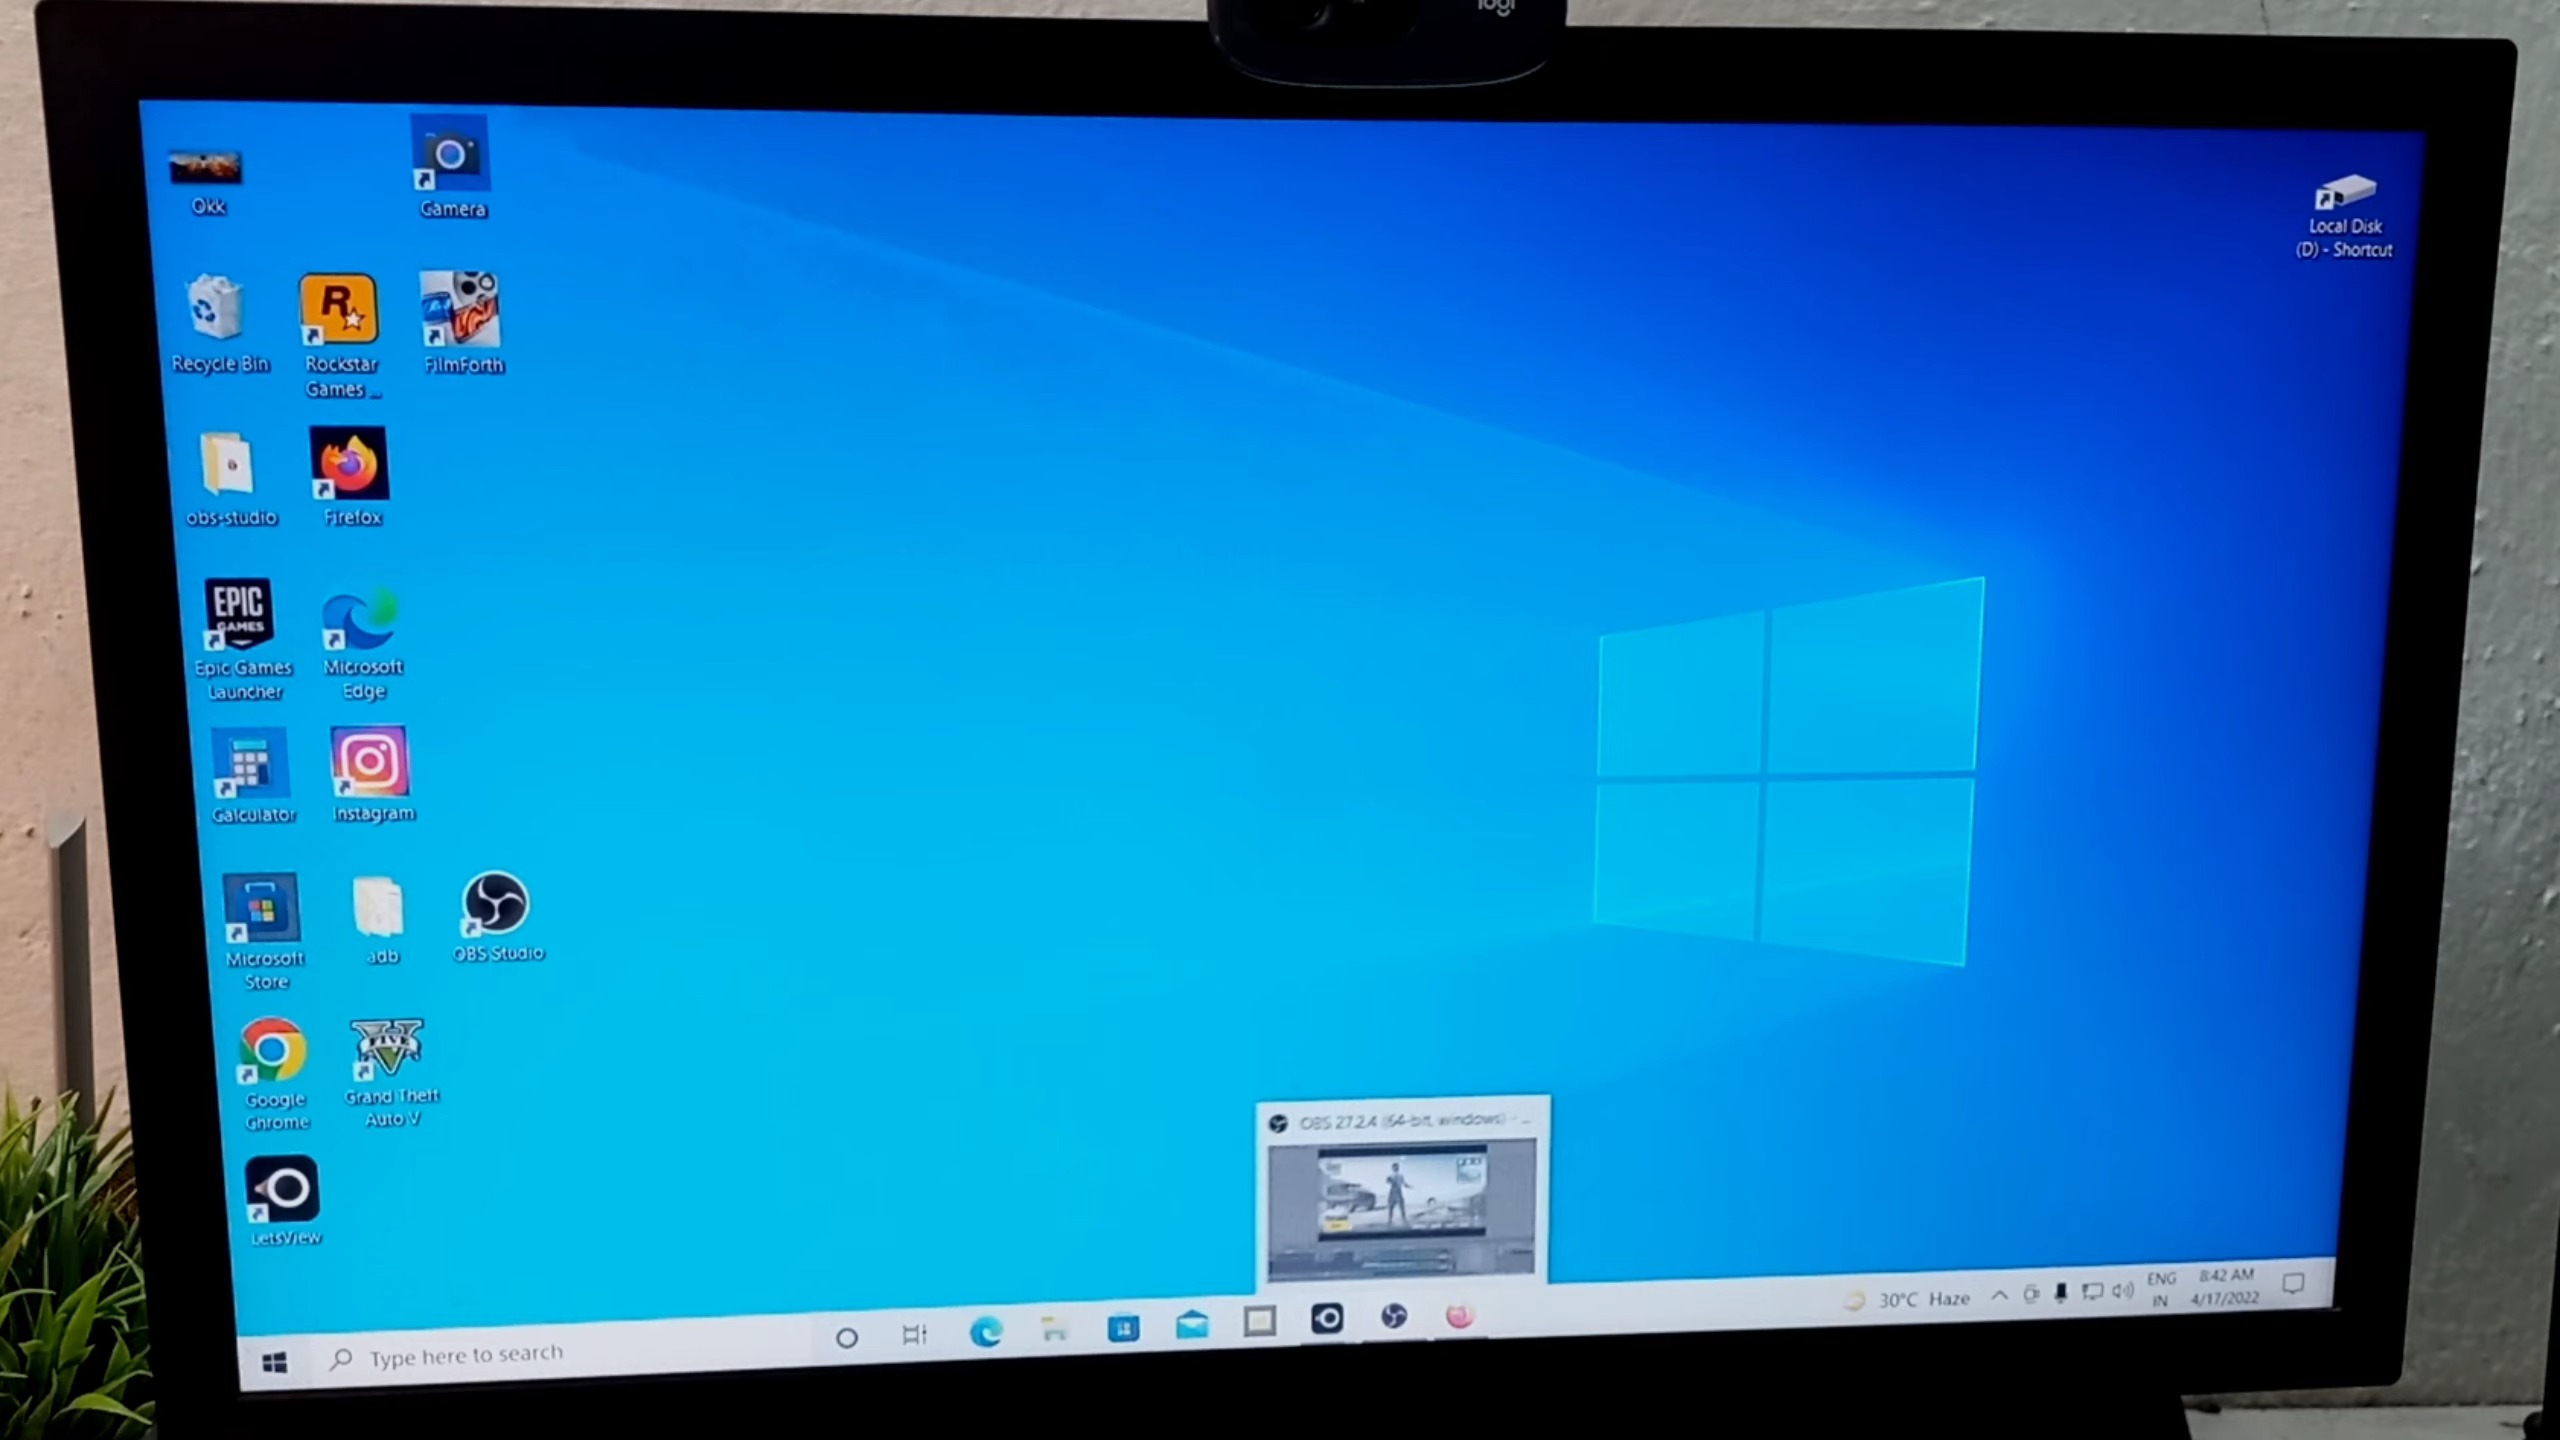 logi
Qkk
Camera
Local Disk
(D) - Shortcut
Recycle Bin
R
Rockstar
Games ...
FilmForth
obs-studio
Firefox
EPIC
GAMES
Epic Games
Launcher
Microsoft
Edge
Calculator
Instagram
Microsoft
Store
adb
OBS Studio
Google
Chrome
FIVE
Grand Theft
Auto V
LetsView
OBS 27.2.4 (64-bit, windows) - ...
Type here to search
30°C Haze
ENG
IN
8:42 AM
4/17/2022